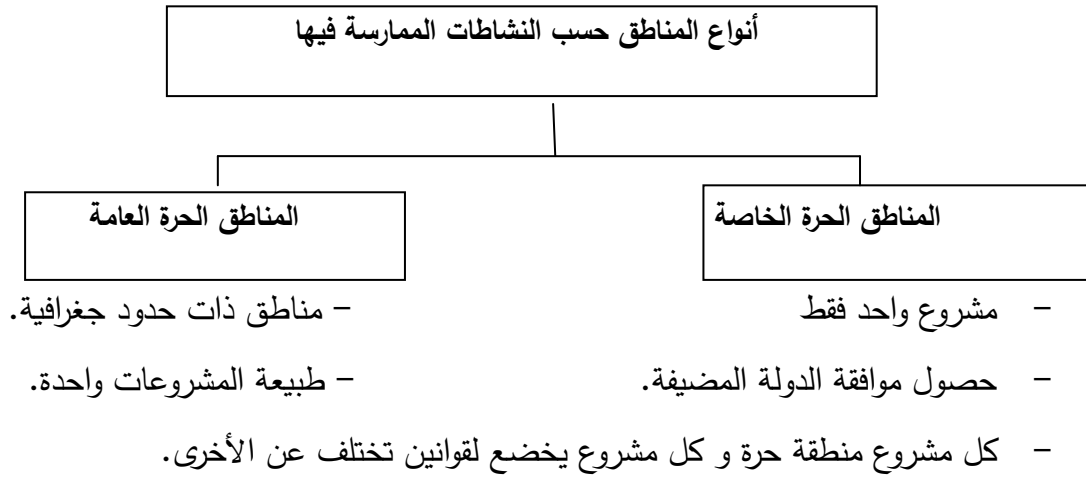 أنواع المناطق حسب النشاطات الممارسة فيها
المناطق الحرة الخاصة
المناطق الحرة العامة
- مشروع واحد فقط
- مناطق ذات حدود جغرافية.
- حصول موافقة الدولة المضيفة.
- طبيعة المشروعات واحدة.
- كل مشروع منطقة حرة و كل مشروع يخضع لقوانين تختلف عن الأخرى.